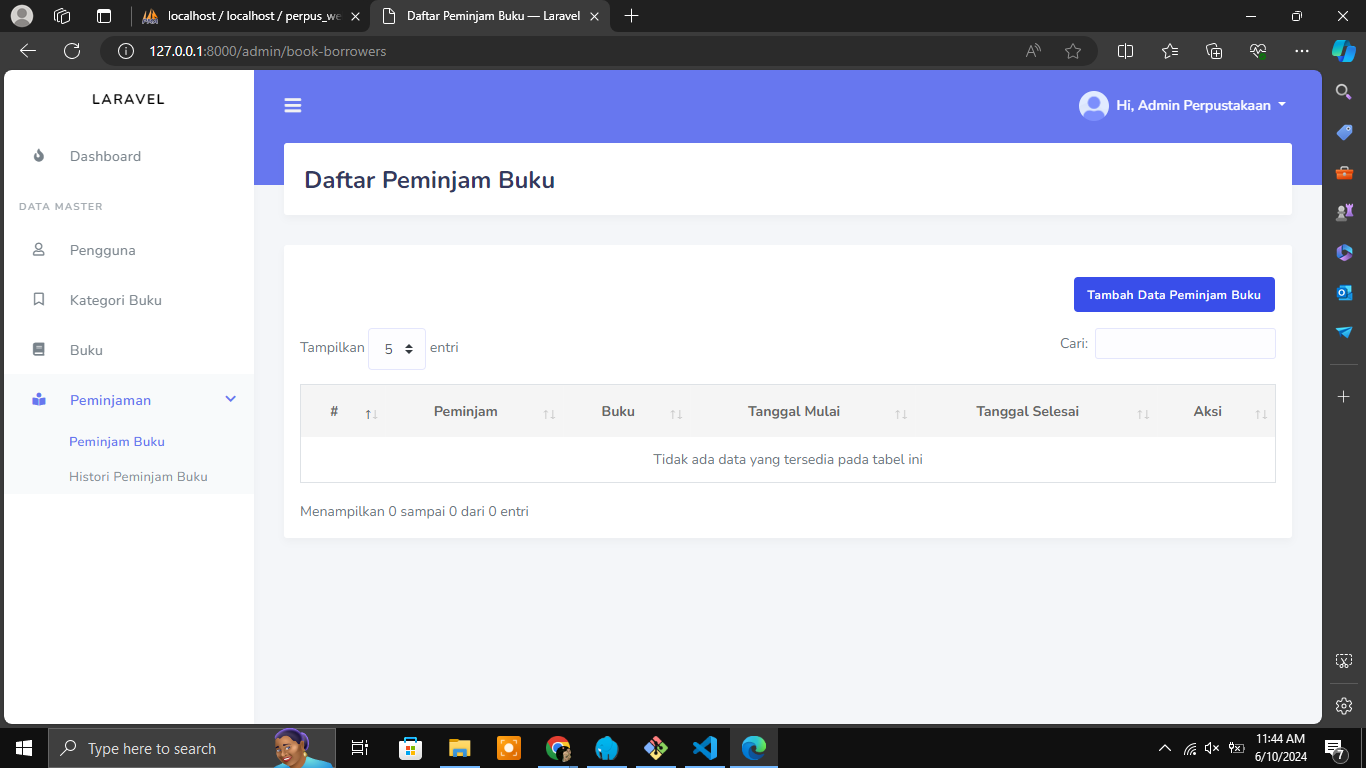 localhost / localhost / perpus_we
Daftar Peminjam Buku — Laravel
127.0.0.1:8000/admin/book-borrowers
LARAVEL
Hi, Admin Perpustakaan
Dashboard
DATA MASTER
Pengguna
Kategori Buku
Buku
Peminjaman
Peminjam Buku
Histori Peminjam Buku
Daftar Peminjam Buku
Tambah Data Peminjam Buku
Tampilkan 5 entri
Cari:
# Peminjam Buku Tanggal Mulai Tanggal Selesai Aksi
Tidak ada data yang tersedia pada tabel ini
Menampilkan 0 sampai 0 dari 0 entri
Type here to search
11:44 AM
6/10/2024
7